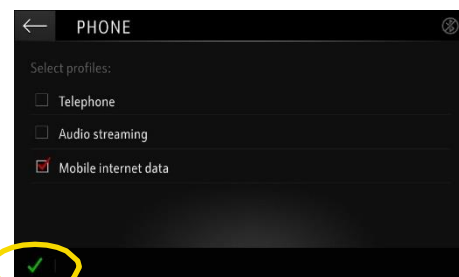 PHONE
Select profiles:
Telephone
Audio streaming
Mobile internet data